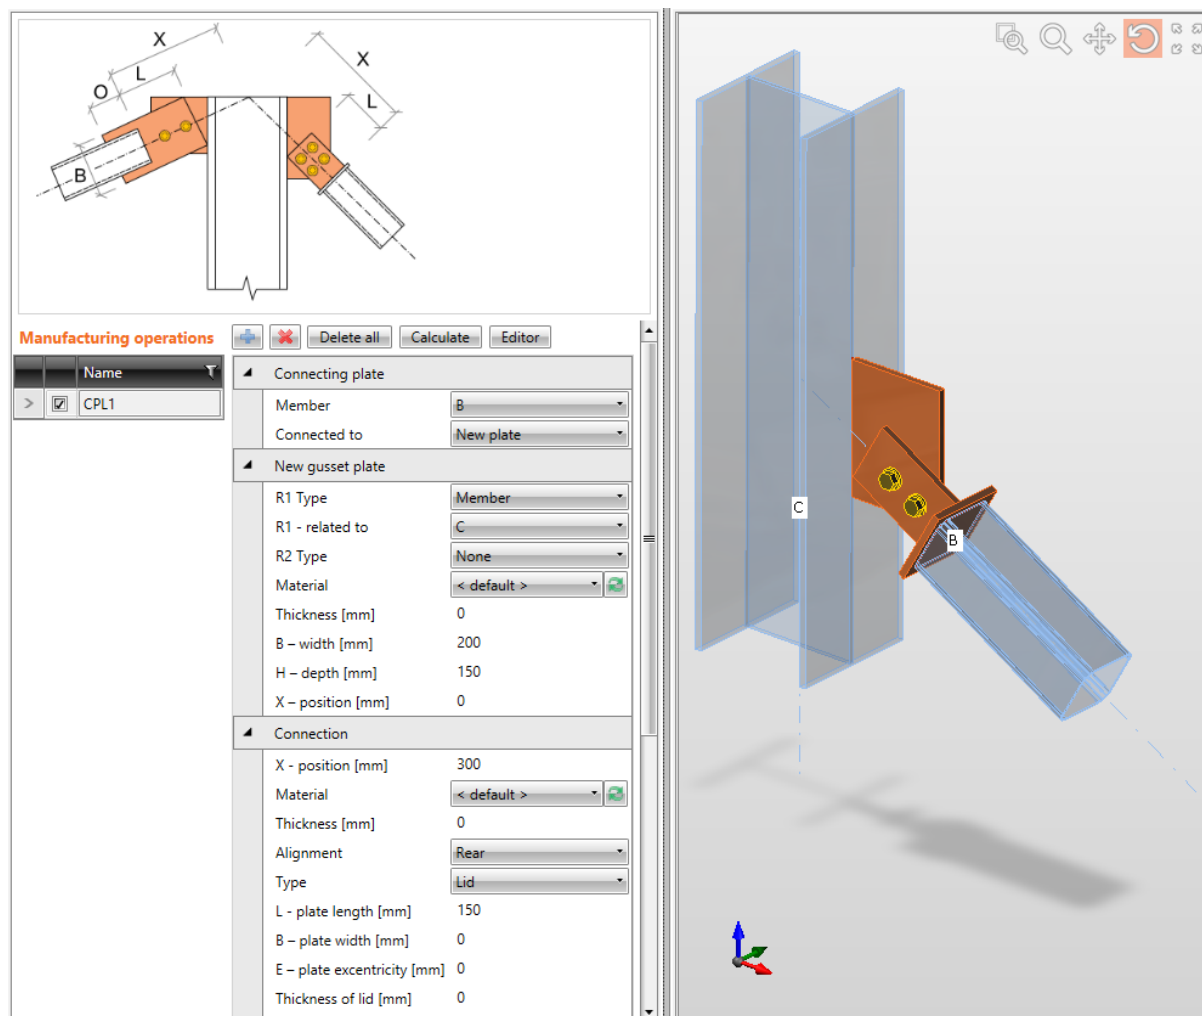 X
L
O
B
X
L
Manufacturing operations
Delete all Calculate Editor
Name
CPL1
Connecting plate
Member B
Connected to New plate
New gusset plate
R1 Type Member
R1 - related to C
R2 Type None
Material < default >
Thickness [mm] 0
B – width [mm] 200
H – depth [mm] 150
X – position [mm] 0
Connection
X - position [mm] 300
Material < default >
Thickness [mm] 0
Alignment Rear
Type Lid
L - plate length [mm] 150
B – plate width [mm] 0
E – plate excentricity [mm] 0
Thickness of lid [mm] 0
C
B